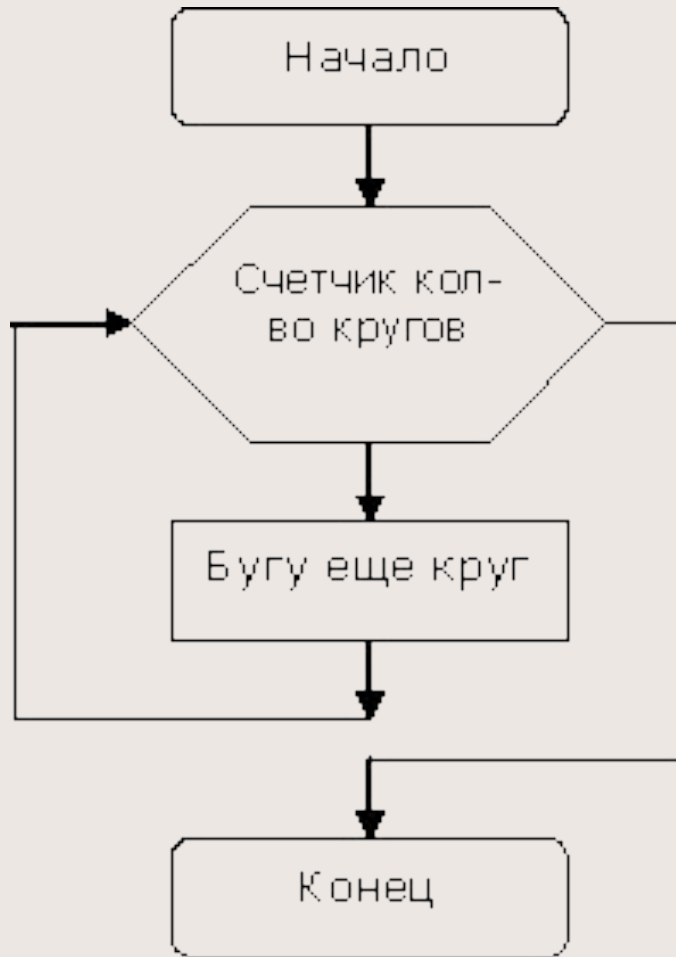 Начало
Счетчик кол-
во кругов
Бугу еще круг
Конец